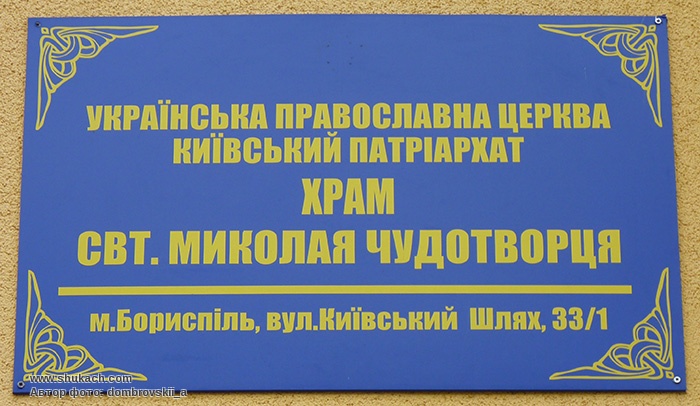 УКРАЇНСЬКА ПРАВОСЛАВНА ЦЕРКВА
КИЇВСЬКИЙ ПАТРІАРХАТ
ХРАМ
СВТ. МИКОЛАЯ ЧУДОТВОРЦЯ
м.Бориспіль, вул.Київський Шлях, 33/1
www.shukach.com
Автор фото: dombrovskii_a